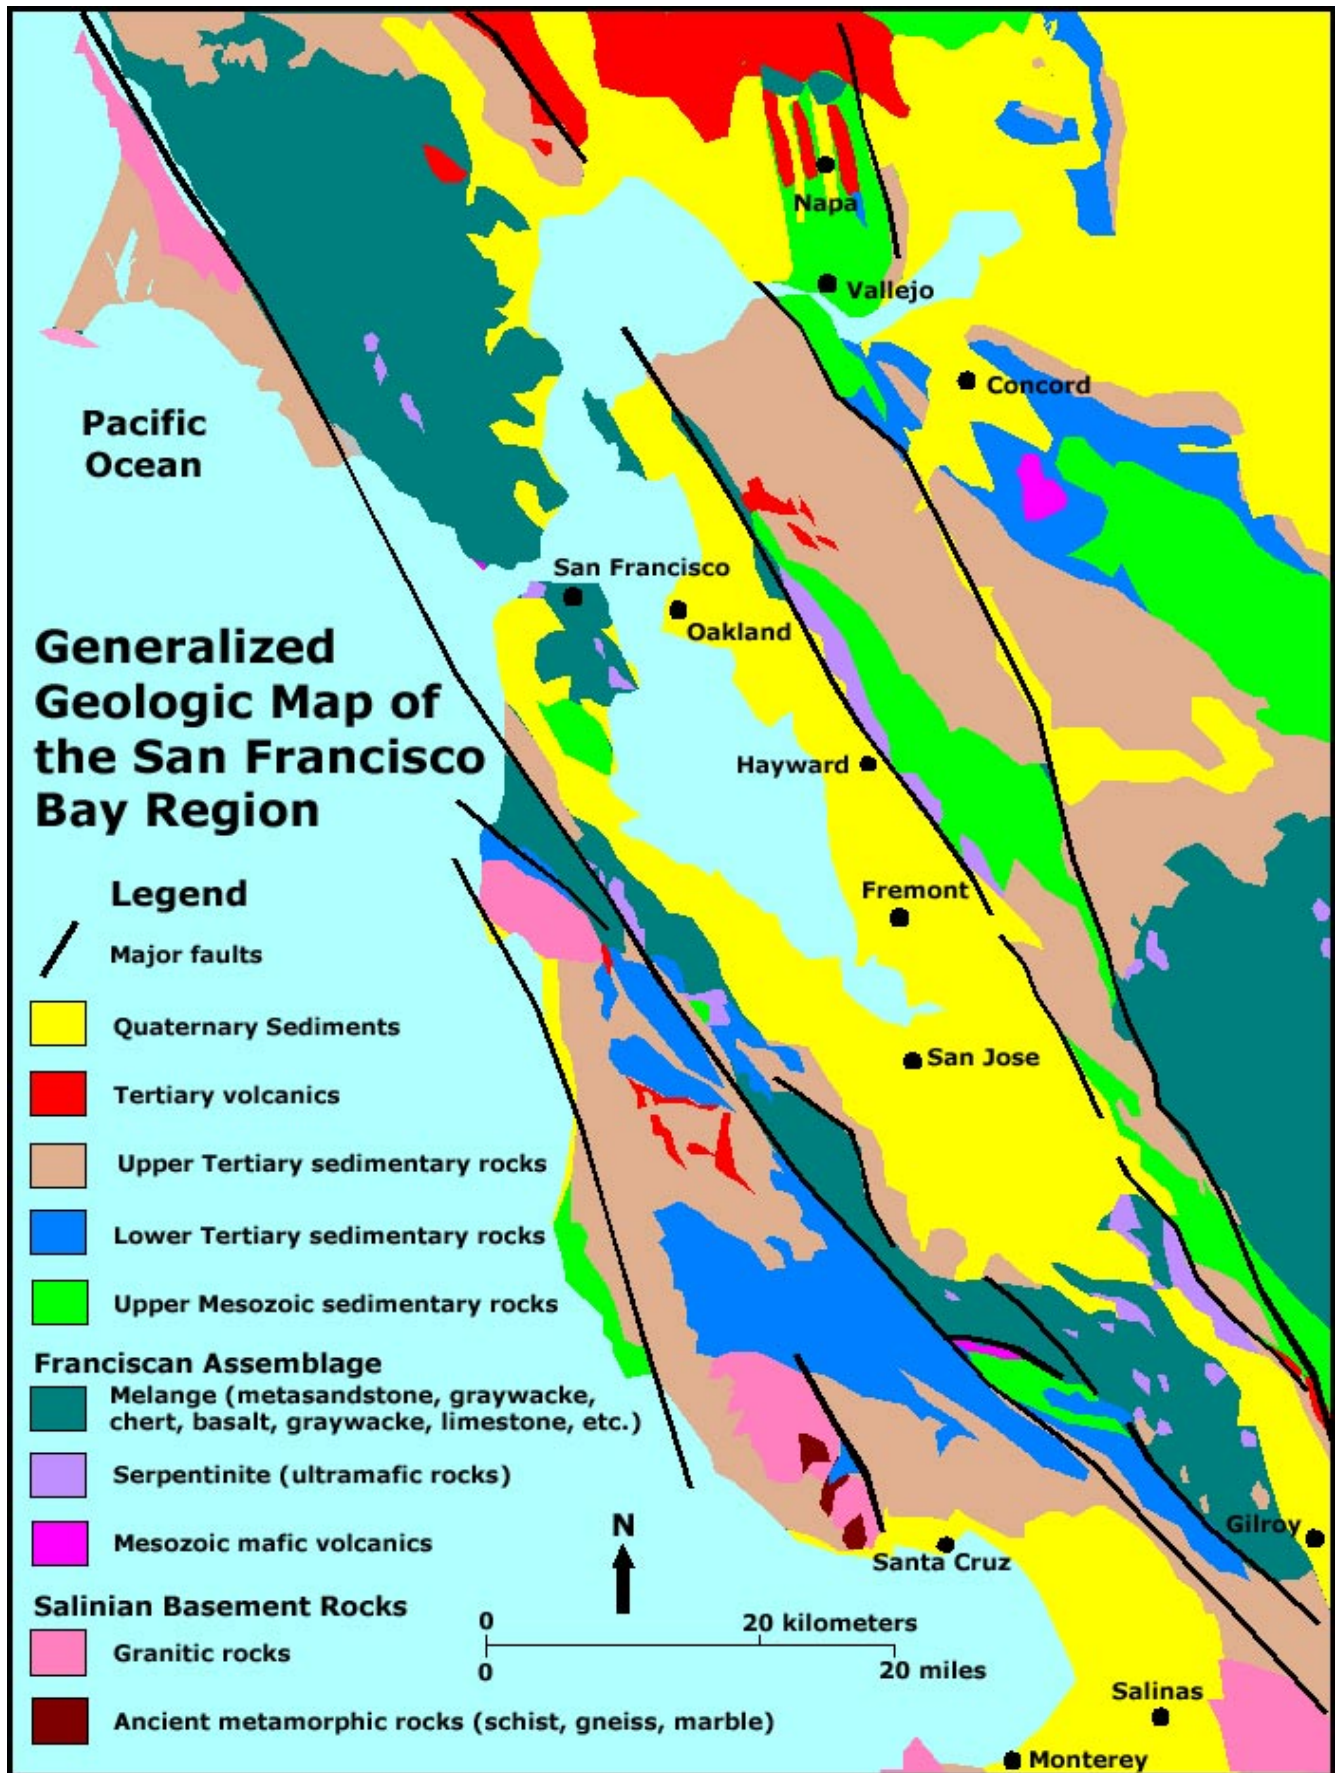 Napa
Vallejo
Concord
Pacific
Ocean
San Francisco
Oakland
Generalized
Geologic Map of
the San Francisco
Bay Region
Hayward
Fremont
San Jose
Legend
Major faults
Quaternary Sediments
Tertiary volcanics
Upper Tertiary sedimentary rocks
Lower Tertiary sedimentary rocks
Upper Mesozoic sedimentary rocks
Franciscan Assemblage
Melange (metasandstone, graywacke,
chert, basalt, graywacke, limestone, etc.)
Serpentinite (ultramafic rocks)
Mesozoic mafic volcanics
Salinian Basement Rocks
Granitic rocks
Ancient metamorphic rocks (schist, gneiss, marble)
N
0 20 kilometers
0 20 miles
Gilroy
Santa Cruz
Salinas
Monterey